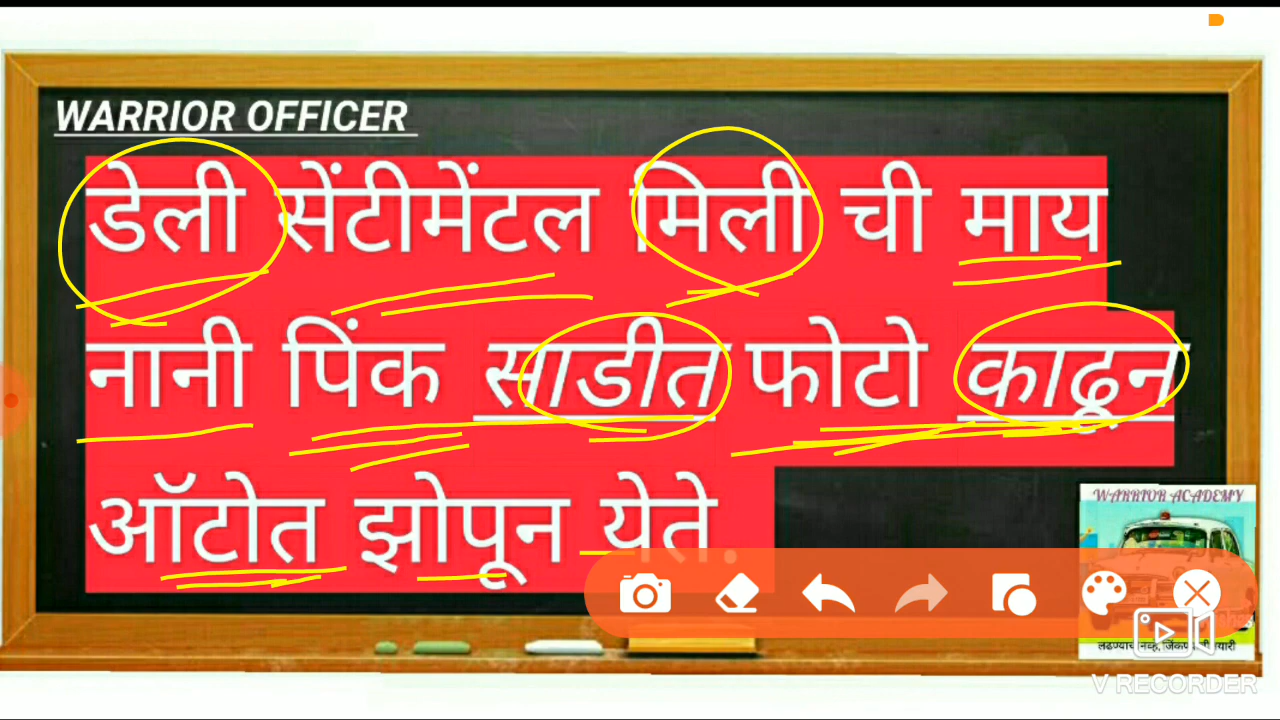 WARRIOR OFFICER
डेली सेंटीमेंटल मिली ची माय
नानी पिंक साडीत फोटो काढून
ऑटोत झोपून येते.
WARRIOR ACADEMY
V RECORDER